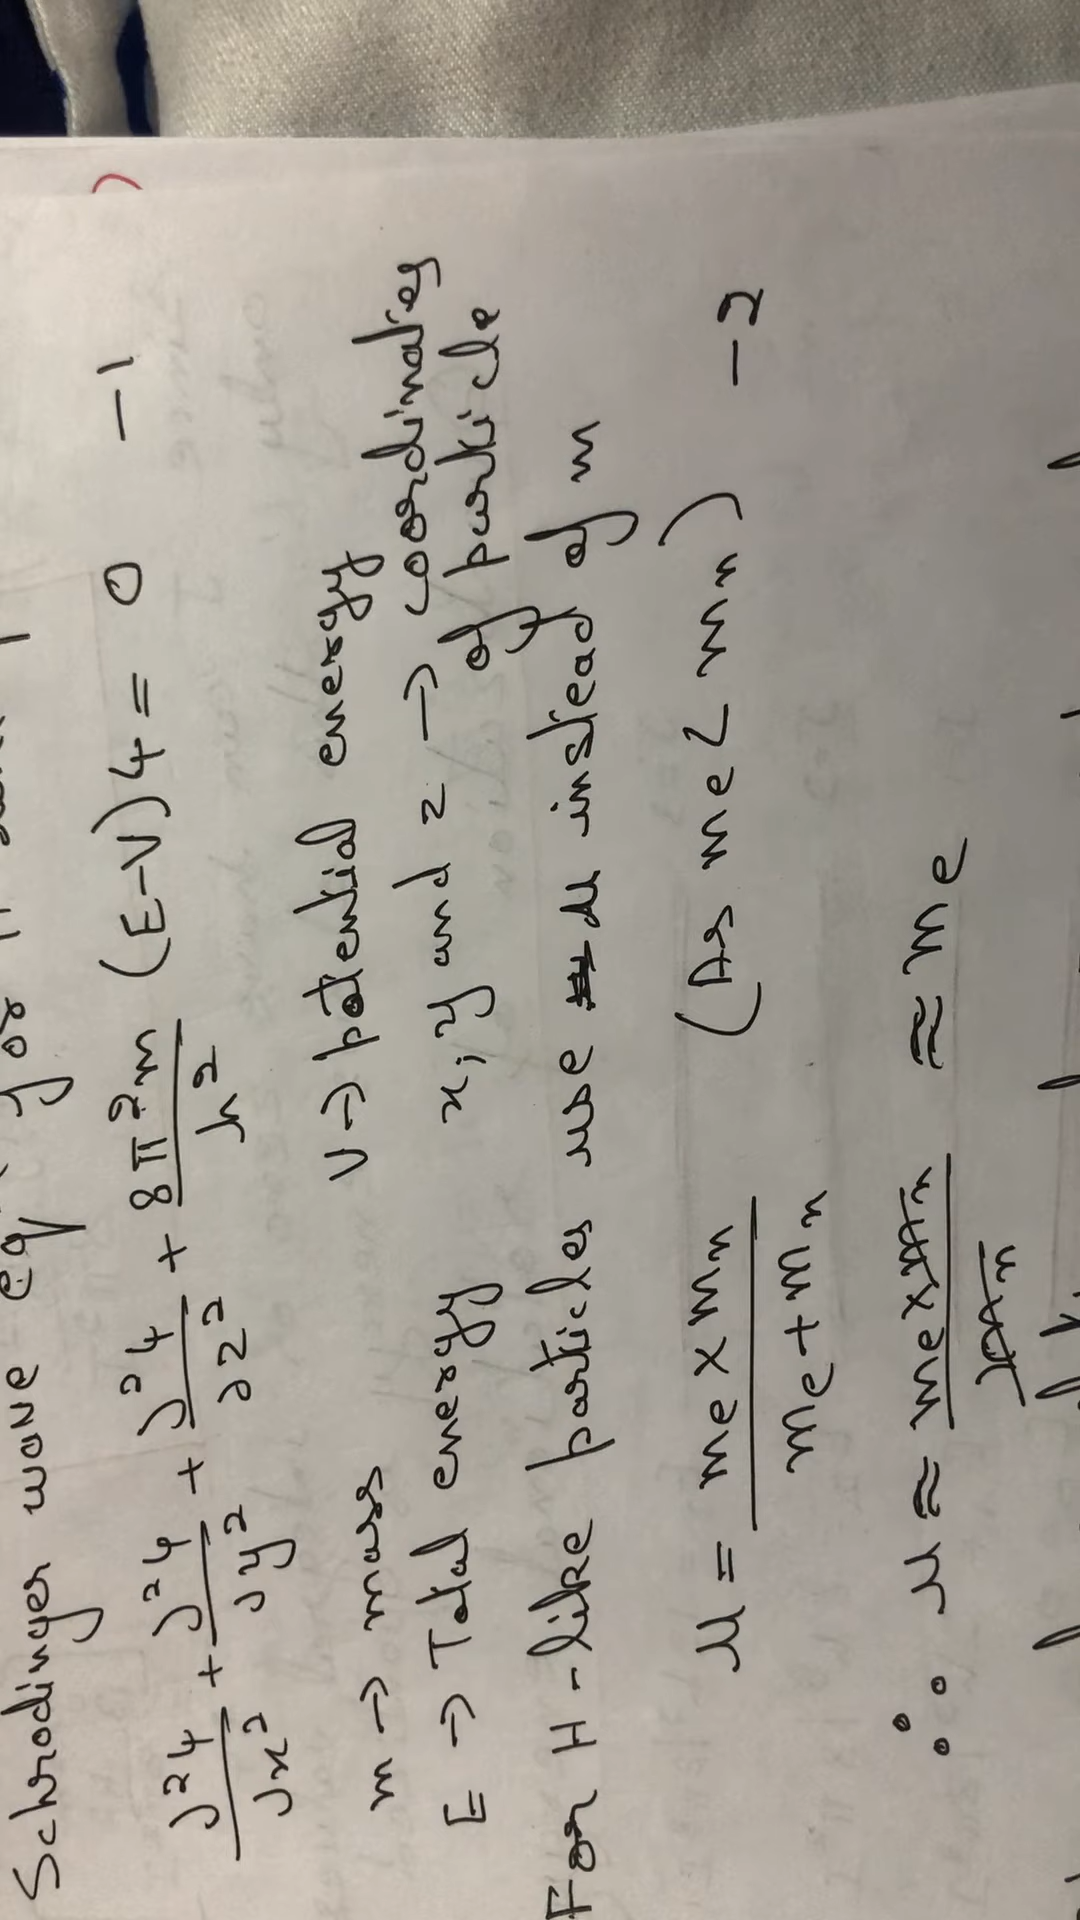 Schrodinger wave eqn for H
∂²ψ/∂x² + ∂²ψ/∂y² + ∂²ψ/∂z² + 8π²m/h² (E-V)ψ = 0 —1
m → mass V → potential energy
E → Total energy x, y and z → coordinates of particle
For H-like particles use μ instead of m
μ = me × mn / me + mn (As me < mn) —2
∴ μ ≈ me × mn / mn ≈ me